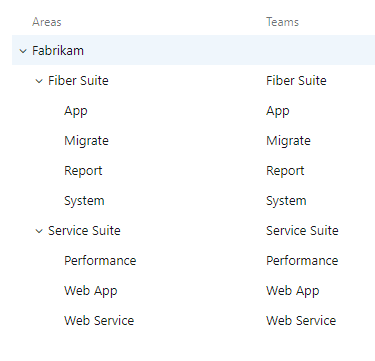 Areas Teams
Fabrikam
Fiber Suite Fiber Suite
App App
Migrate Migrate
Report Report
System System
Service Suite Service Suite
Performance Performance
Web App Web App
Web Service Web Service